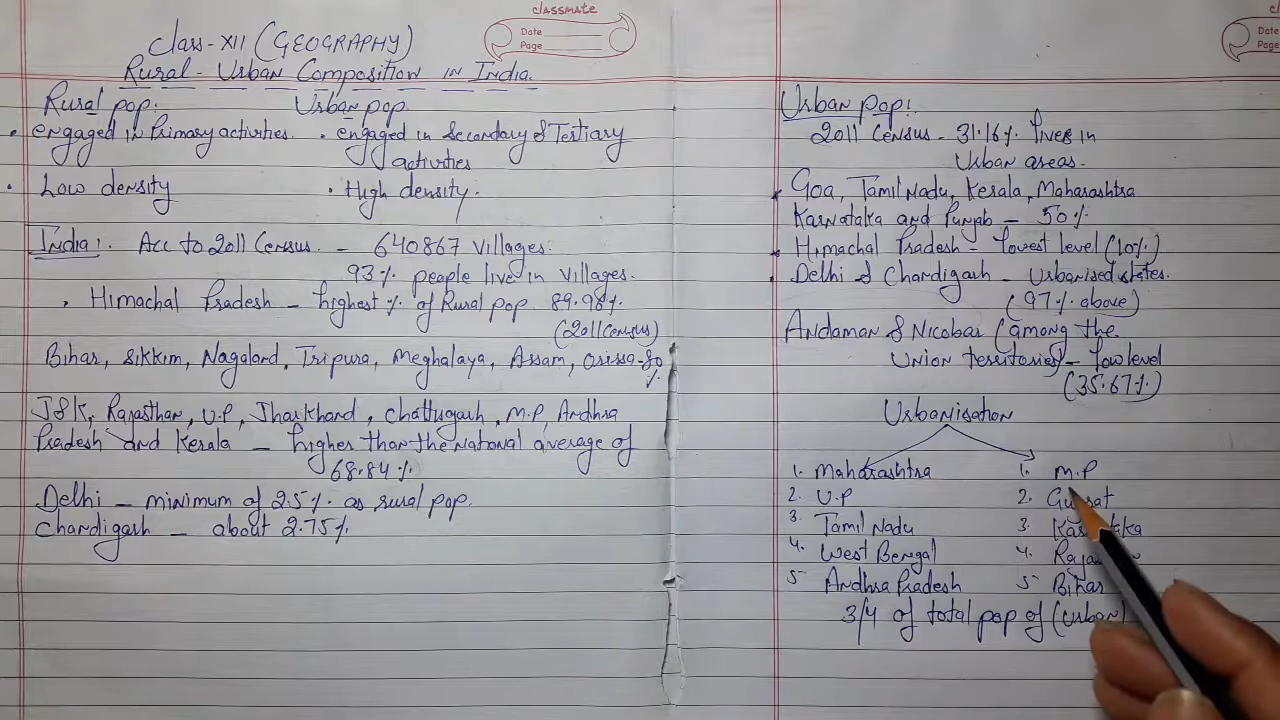 classmate
Date
Page
Class-XII (GEOGRAPHY)
Rural-Urban Composition in India.
Rural pop: Urban pop.
• engaged in Primary activities. • engaged in Secondary & Tertiary
activities
• Low density • High density.
India: Acc to 2011 Census. - 640867 villages.
93% people live in villages.
• Himachal Pradesh - highest % of Rural pop 89.98%.
(2011 Census)
Bihar, Sikkim, Nagaland, Tripura, Meghalaya, Assam, Orissa-80
%.
J&K, Rajasthan, U.P, Jharkhand, Chattugarh, M.P, Andhra
Pradesh and Kerala - higher than the national average of
68.84%
Delhi - minimum of 2.5% as rural pop.
Chandigarh - about 2.75%
cl
Date
Page
Urban pop:
2011 Census - 31.16% lives in
Urban areas.
• Goa, Tamil Nadu, Kerala, Maharashtra
Karnataka and Punjab - 50%
• Himachal Pradesh - lowest level (10%)
• Delhi & Chandigarh - Urbanised states.
(97% above)
Andaman & Nicobar (among the
Union territories) - low level
(35.67%)
Urbanisation
1. Maharashtra 1. M.P
2. U.P 2.
3. Tamil Nadu 3.
4. West Bengal 4.
5 Andhra Pradesh 5 Bihar
3/4 of total pop of (Urban)